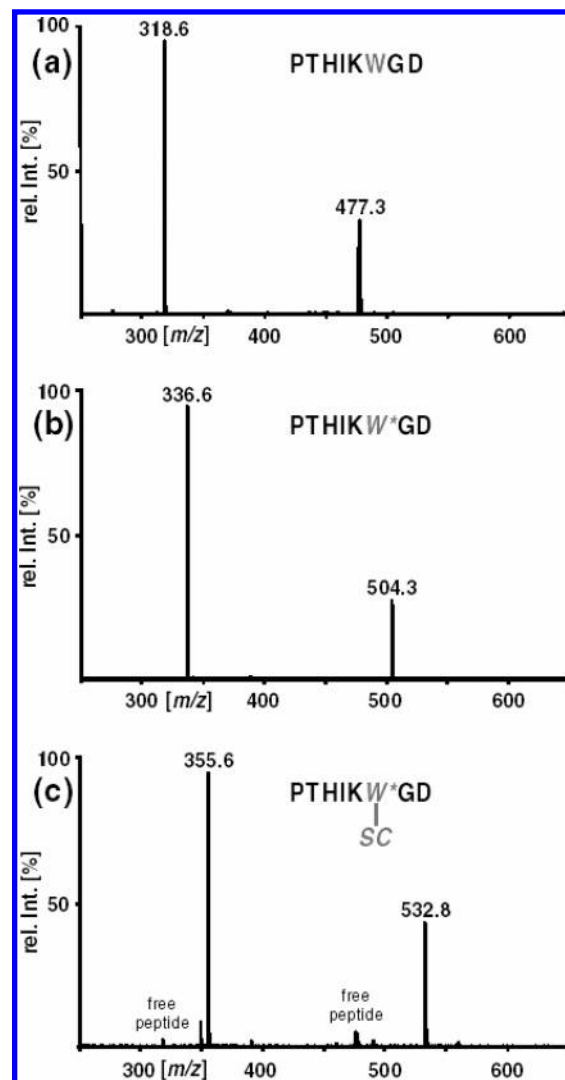 100
318.6
(a)
PTHIKWGD
rel. Int. [%]
50
477.3
300 [m/z] 400 500 600
100
336.6
(b)
PTHIKW*GD
rel. Int. [%]
50
504.3
300 [m/z] 400 500 600
100
355.6
(c)
PTHIKW*GD
SC
rel. Int. [%]
50
532.8
free
peptide
free
peptide
300 [m/z] 400 500 600